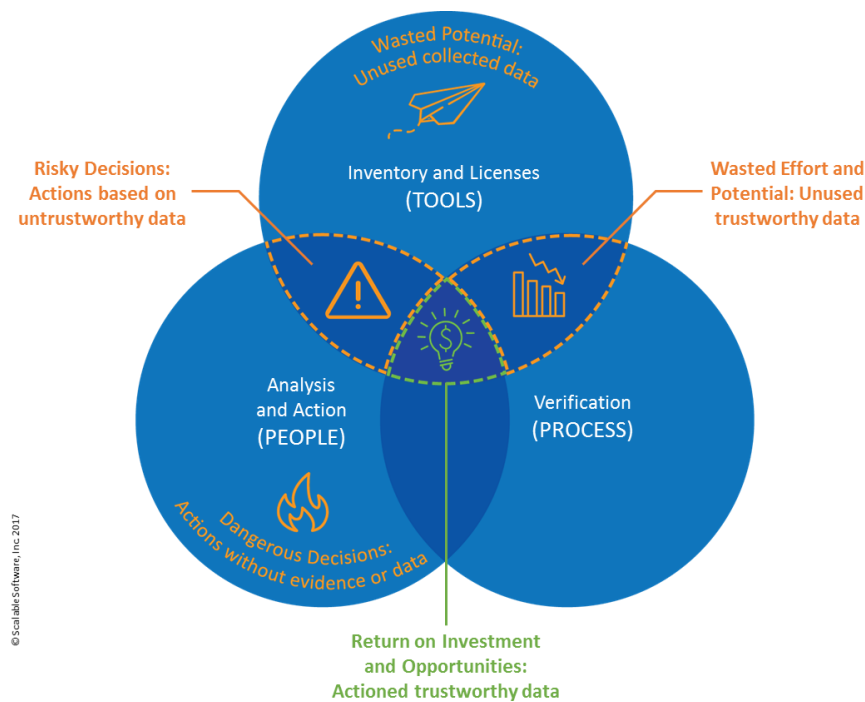 Wasted Potential:
Unused collected data
Inventory and Licenses
(TOOLS)
Risky Decisions:
Actions based on
untrustworthy data
Wasted Effort and
Potential: Unused
trustworthy data
$
Analysis
and Action
(PEOPLE)
Verification
(PROCESS)
Dangerous Decisions:
Actions without evidence or data
Return on Investment
and Opportunities:
Actioned trustworthy data
© Scalable Software, Inc. 2017